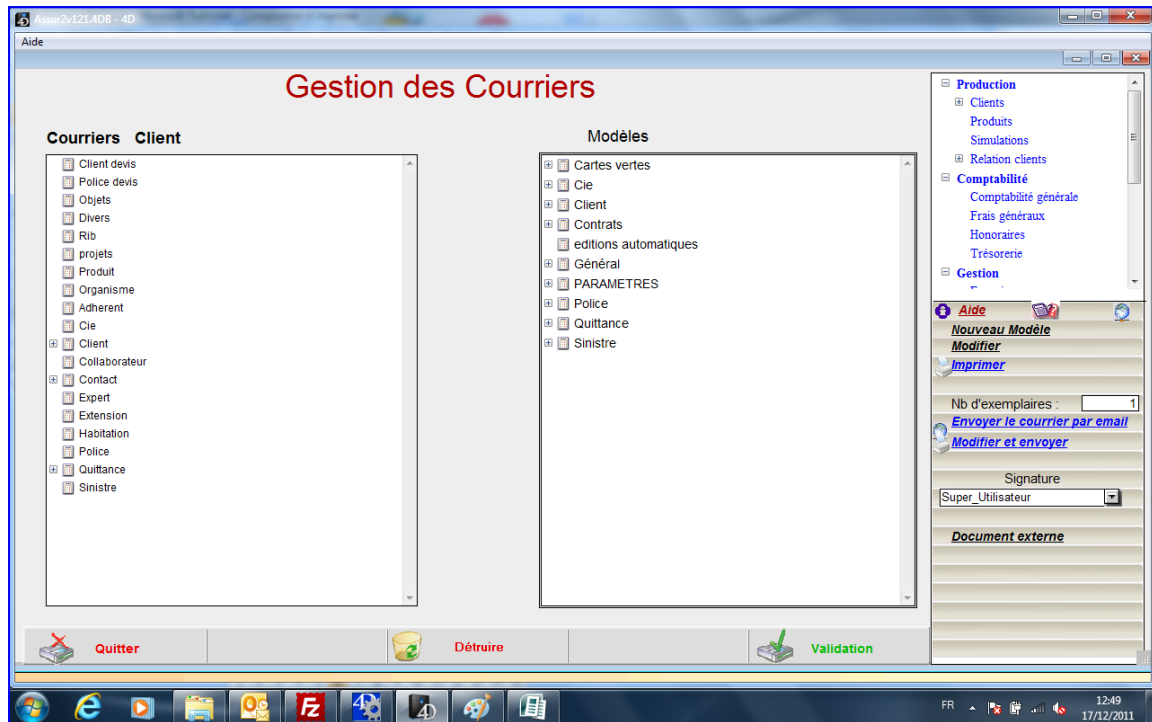 Assur2v121.4DB - 4D
Aide
Gestion des Courriers
Courriers Client
Client devis
Police devis
Objets
Divers
Rib
projets
Produit
Organisme
Adherent
Cie
Client
Collaborateur
Contact
Expert
Extension
Habitation
Police
Quittance
Sinistre
Modèles
Cartes vertes
Cie
Client
Contrats
editions automatiques
Général
PARAMETRES
Police
Quittance
Sinistre
Production
Clients
Produits
Simulations
Relation clients
Comptabilité
Comptabilité générale
Frais généraux
Honoraires
Trésorerie
Gestion
Aide
Nouveau Modèle
Modifier
Imprimer
Nb d'exemplaires : 1
Envoyer le courrier par email
Modifier et envoyer
Signature
Super_Utilisateur
Document externe
Quitter
Détruire
Validation
FR
12:49
17/12/2011